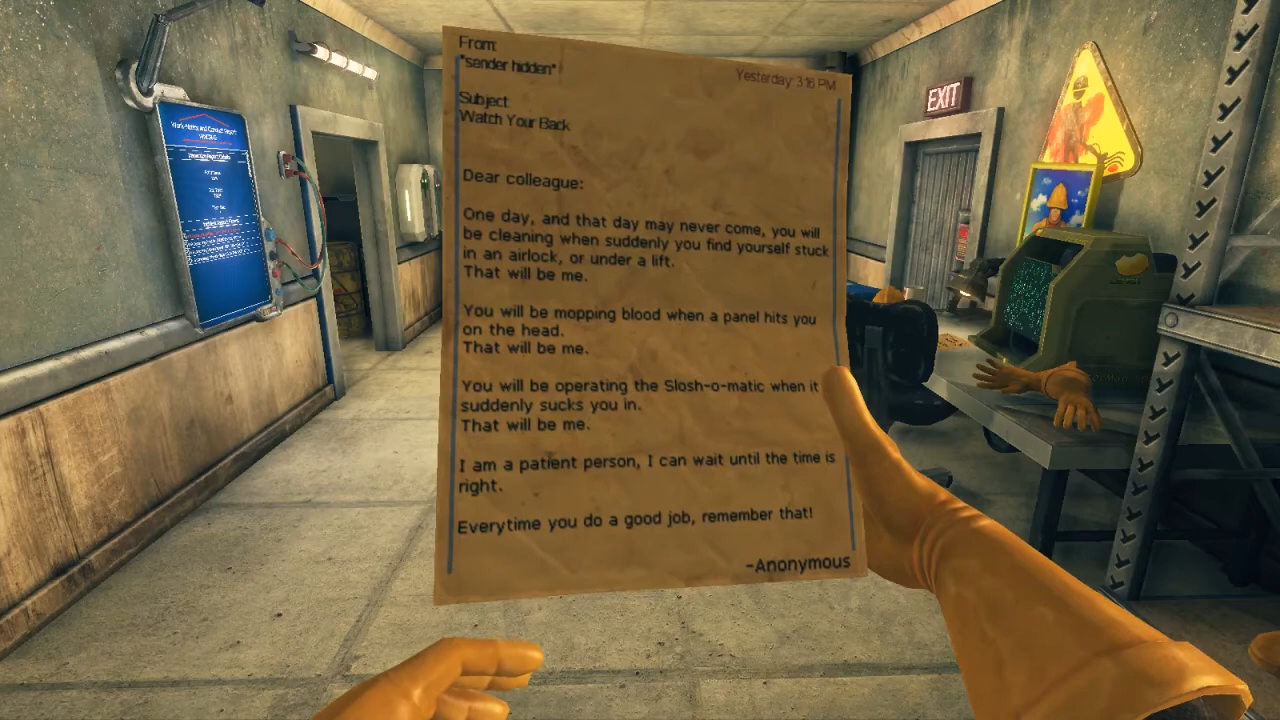 From:
"sender hidden"
Yesterday 3:16 PM
Subject:
Watch Your Back
Dear colleague:
One day, and that day may never come, you will
be cleaning when suddenly you find yourself stuck
in an airlock, or under a lift.
That will be me.
You will be mopping blood when a panel hits you
on the head.
That will be me.
You will be operating the Slosh-o-matic when it
suddenly sucks you in.
That will be me.
I am a patient person, I can wait until the time is
right.
Everytime you do a good job, remember that!
-Anonymous
EXIT